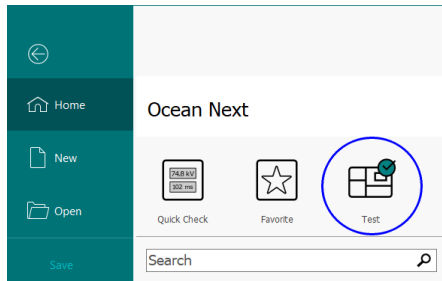 Home
Ocean Next
New
74.8 kV
102 ms
Open
Quick Check
Favorite
Test
Save
Search